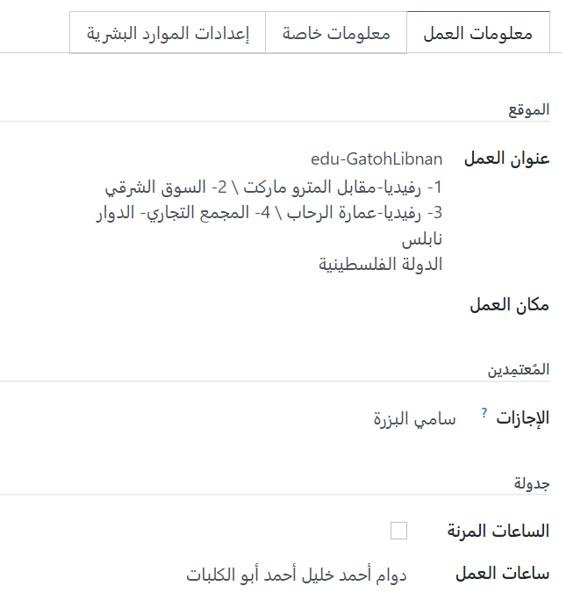 معلومات العمل
معلومات خاصة
إعدادات الموارد البشرية
الموقع
عنوان العمل
edu-GatohLibnan
1- رفيديا-مقابل المترو ماركت \ 2- السوق الشرقي
3- رفيديا-عمارة الرحاب \ 4- المجمع التجاري- الدوار
نابلس
الدولة الفلسطينية
مكان العمل
المُعتمِدين
الإجازات ? سامي البزرة
جدولة
الساعات المرنة
ساعات العمل دوام أحمد خليل أحمد أبو الكلبات